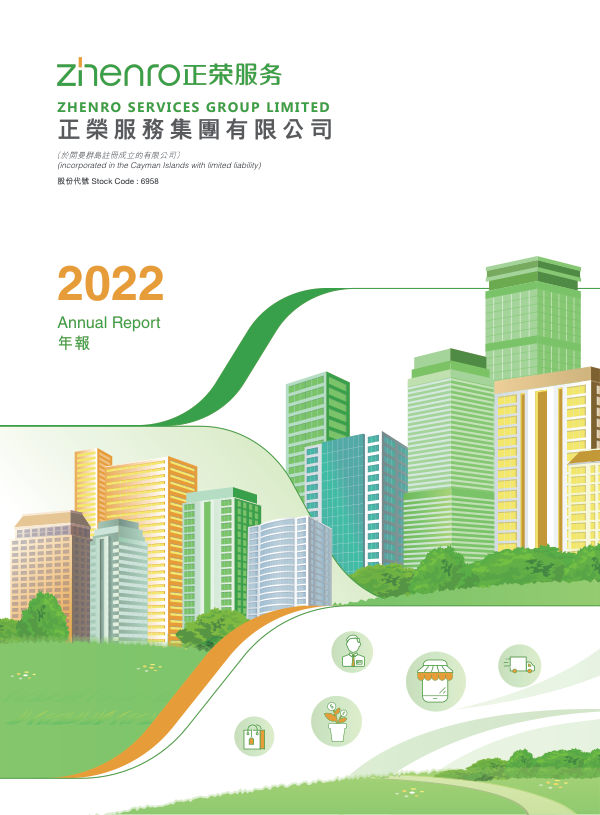 zhenro正荣服务
ZHENRO SERVICES GROUP LIMITED
正榮服務集團有限公司
（於開曼群島註冊成立的有限公司）
(incorporated in the Cayman Islands with limited liability)
股份代號 Stock Code : 6958
2022
Annual Report
年報